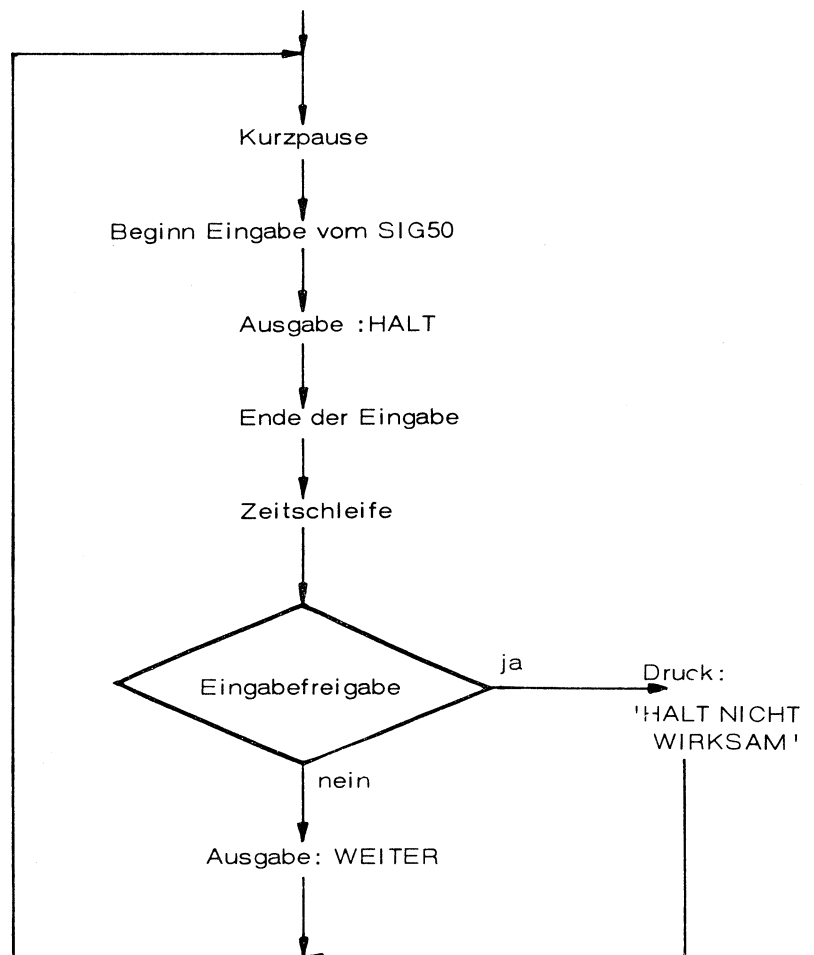 Kurzpause
Beginn Eingabe vom SIG50
Ausgabe :HALT
Ende der Eingabe
Zeitschleife
Eingabefreigabe
ja
Druck:
'HALT NICHT
WIRKSAM'
nein
Ausgabe: WEITER